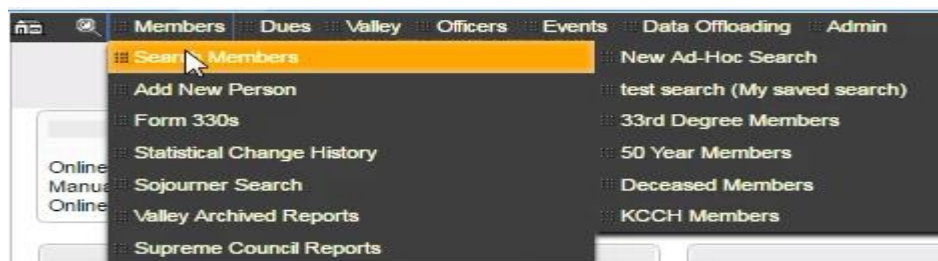 Members Dues Valley Officers Events Data Offloading Admin
Search Members
Add New Person
Form 330s
Statistical Change History
Sojourner Search
Valley Archived Reports
Supreme Council Reports
New Ad-Hoc Search
test search (My saved search)
33rd Degree Members
50 Year Members
Deceased Members
KCCH Members
Online
Manua
Online